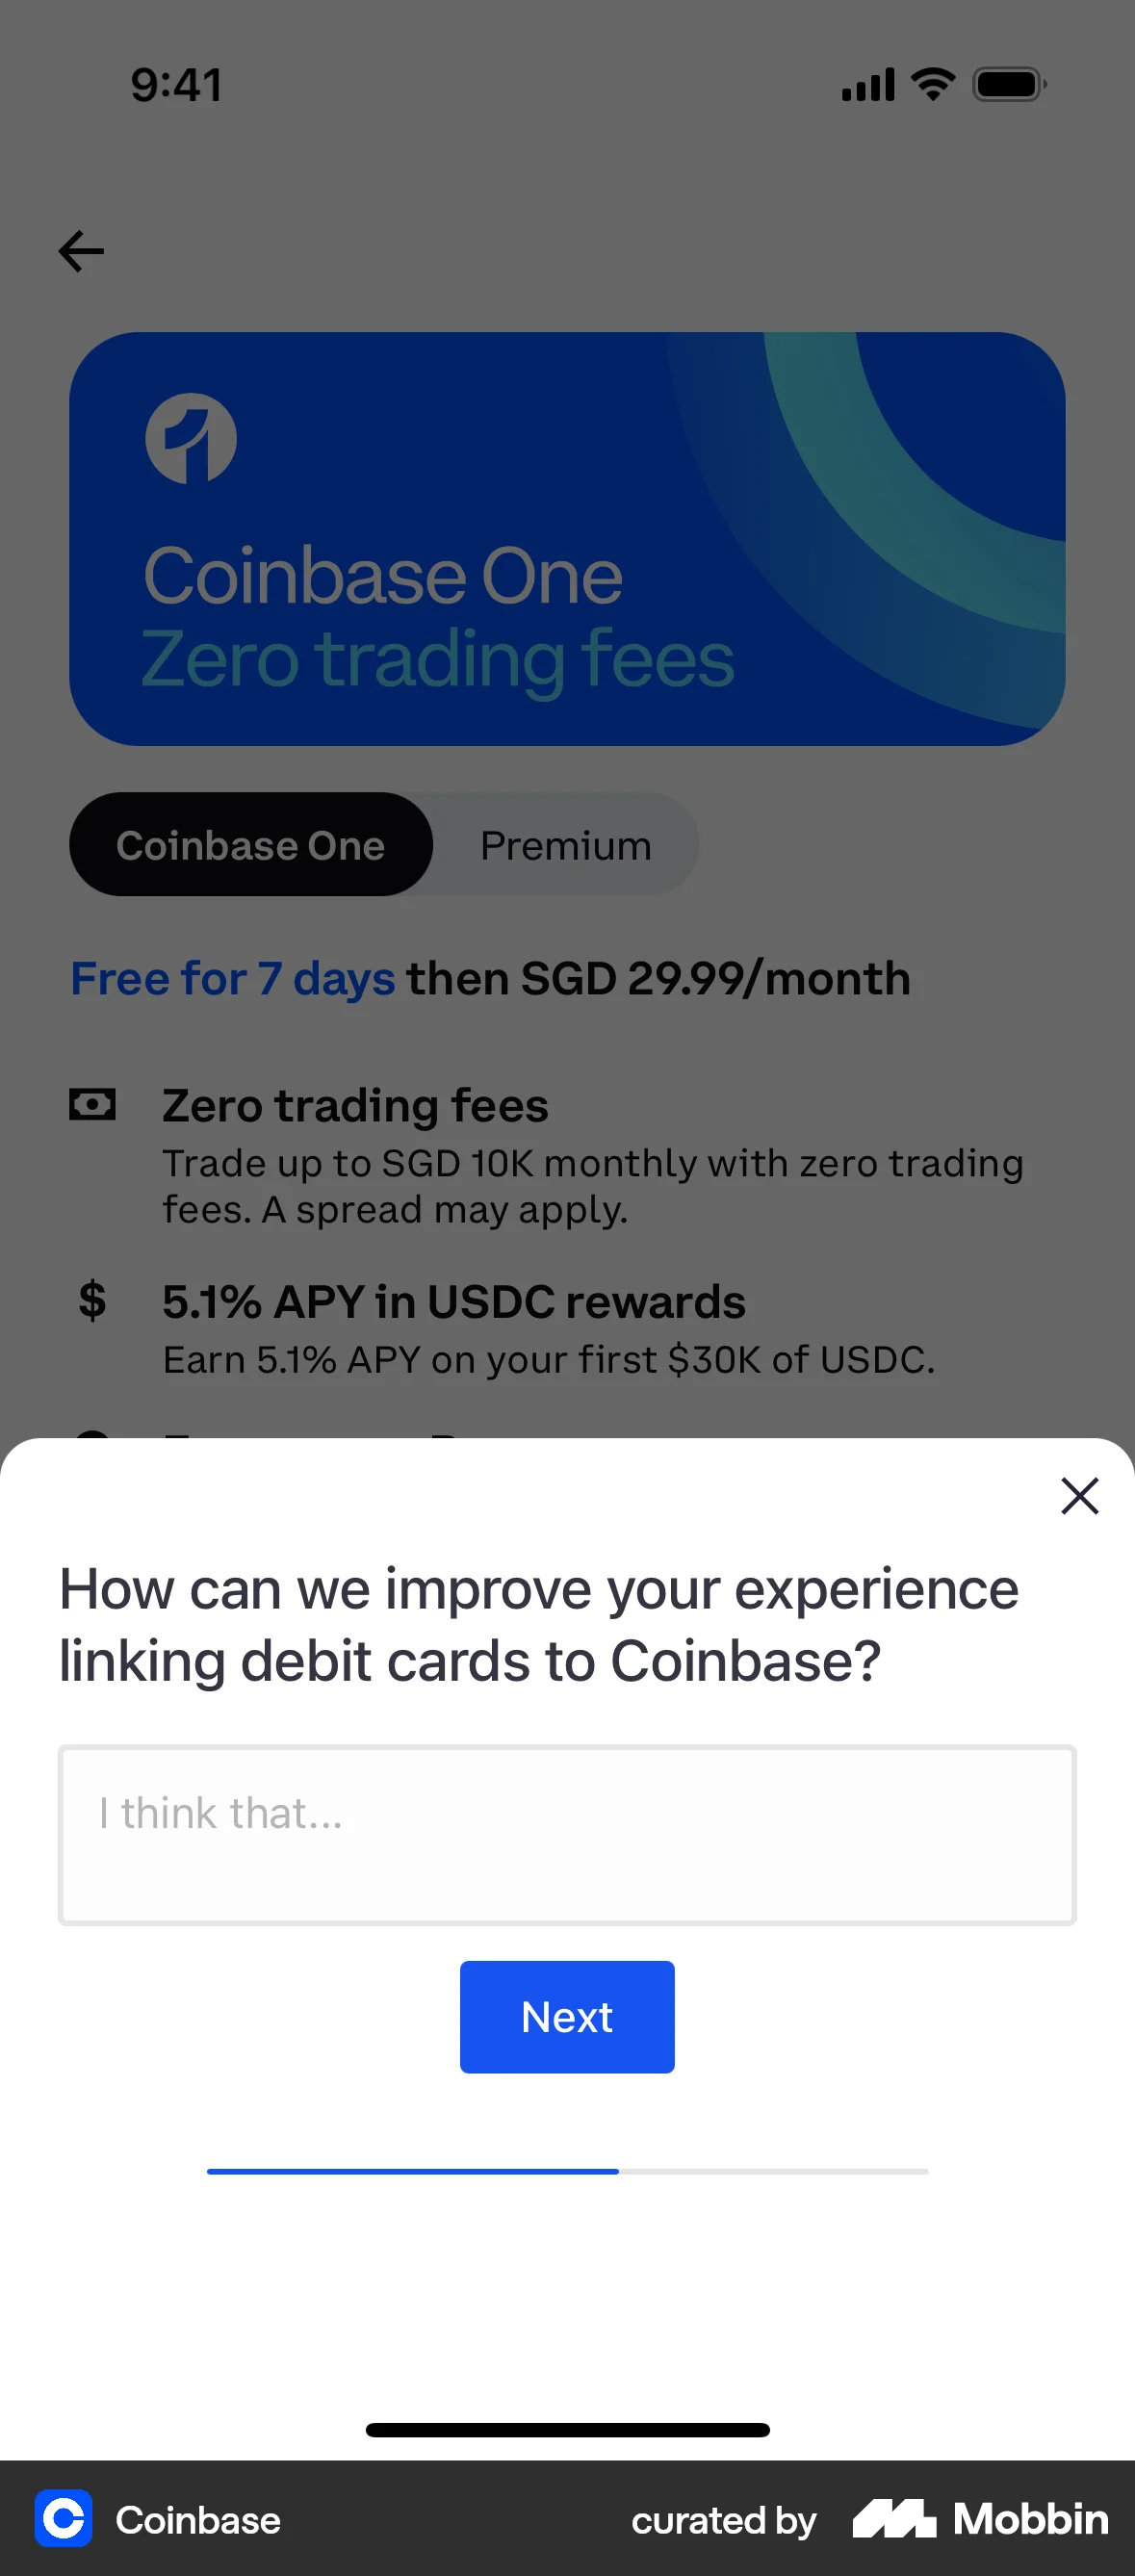 9:41
Coinbase One
Zero trading fees
Coinbase One
Premium
Free for 7 days then SGD 29.99/month
Zero trading fees
Trade up to SGD 10K monthly with zero trading
fees. A spread may apply.
$
5.1% APY in USDC rewards
Earn 5.1% APY on your first $30K of USDC.
How can we improve your experience
linking debit cards to Coinbase?
I think that...
Next
Coinbase
curated by Mobbin